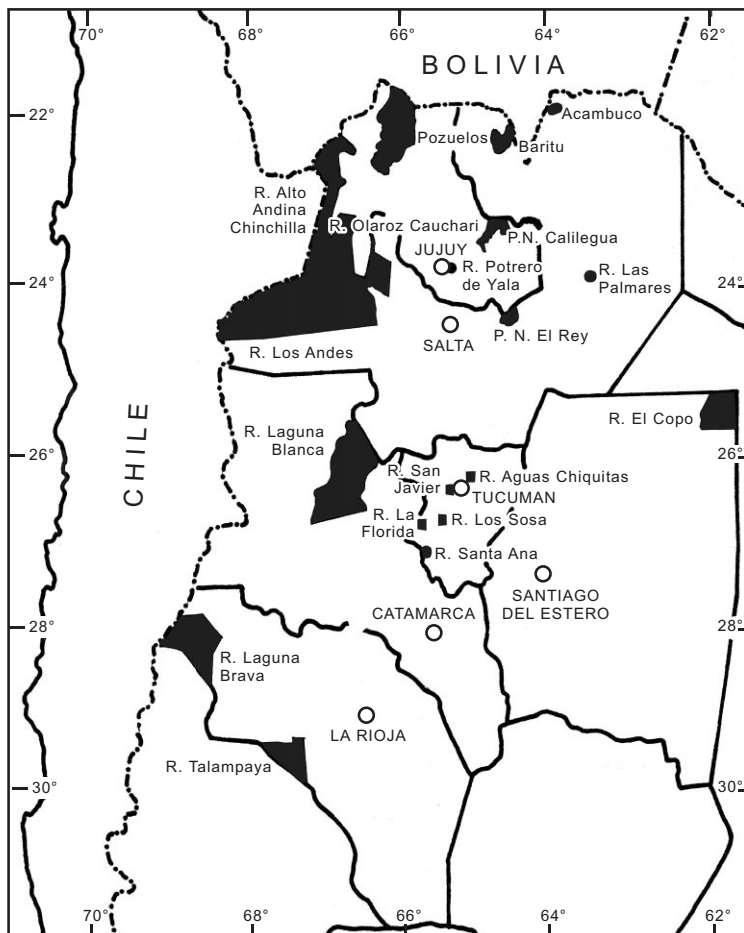 70°
68°
66°
64°
62°
BOLIVIA
22°
Acambuco
Pozuelos
Baritu
R. Alto
Andina
Chinchilla
R. Olaroz Cauchari
P.N. Calilegua
JUJUY
R. Potrero
de Yala
R. Las
Palmares
24°
24°
SALTA
P. N. El Rey
R. Los Andes
CHILE
R. El Copo
R. Laguna
Blanca
26°
26°
R. San
Javier
R. Aguas Chiquitas
TUCUMAN
R. La
Florida
R. Los Sosa
R. Santa Ana
SANTIAGO
DEL ESTERO
CATAMARCA
28°
28°
R. Laguna
Brava
LA RIOJA
R. Talampaya
30°
30°
70°
68°
66°
64°
62°